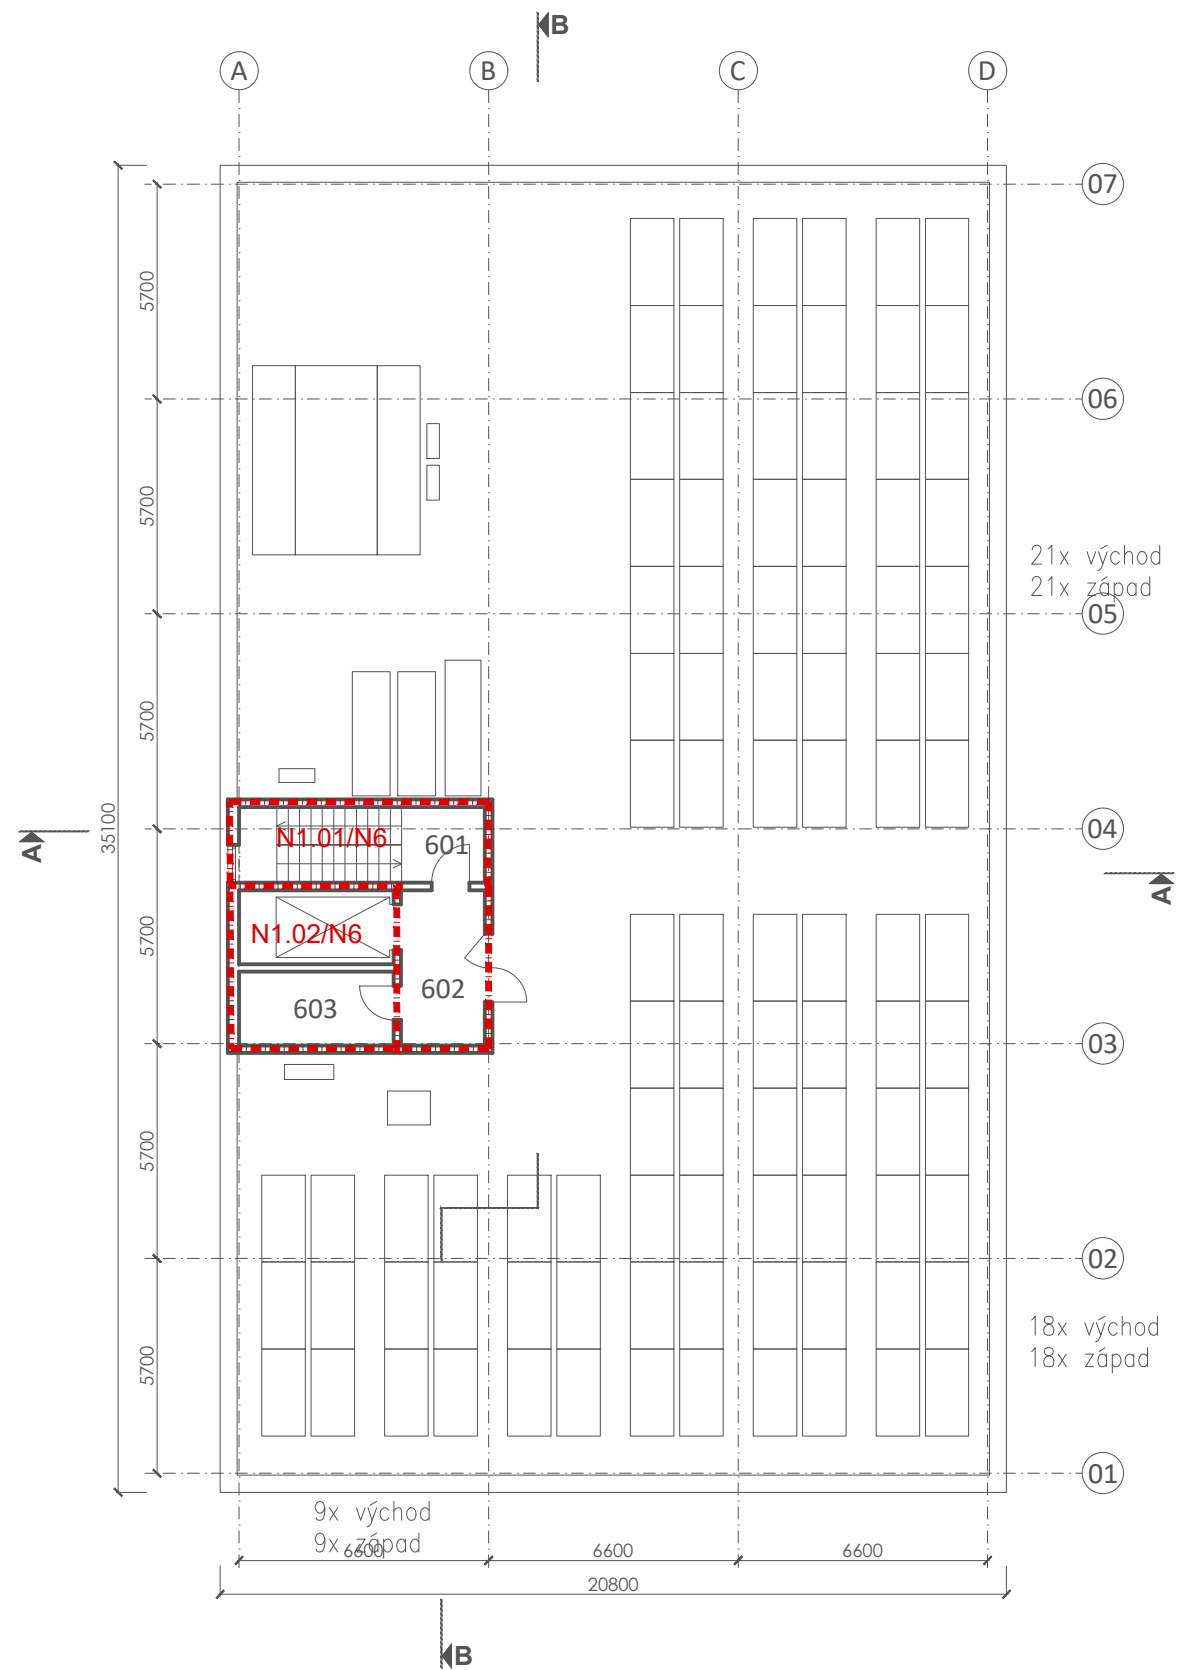 B
A
B
C
D
07
5700
06
5700
21x východ
21x západ
05
5700
35100
04
A
N1.01/N6
601
A
5700
N1.02/N6
602
603
03
5700
02
18x východ
18x západ
5700
01
9x východ
9x západ
6600
6600
6600
20800
B